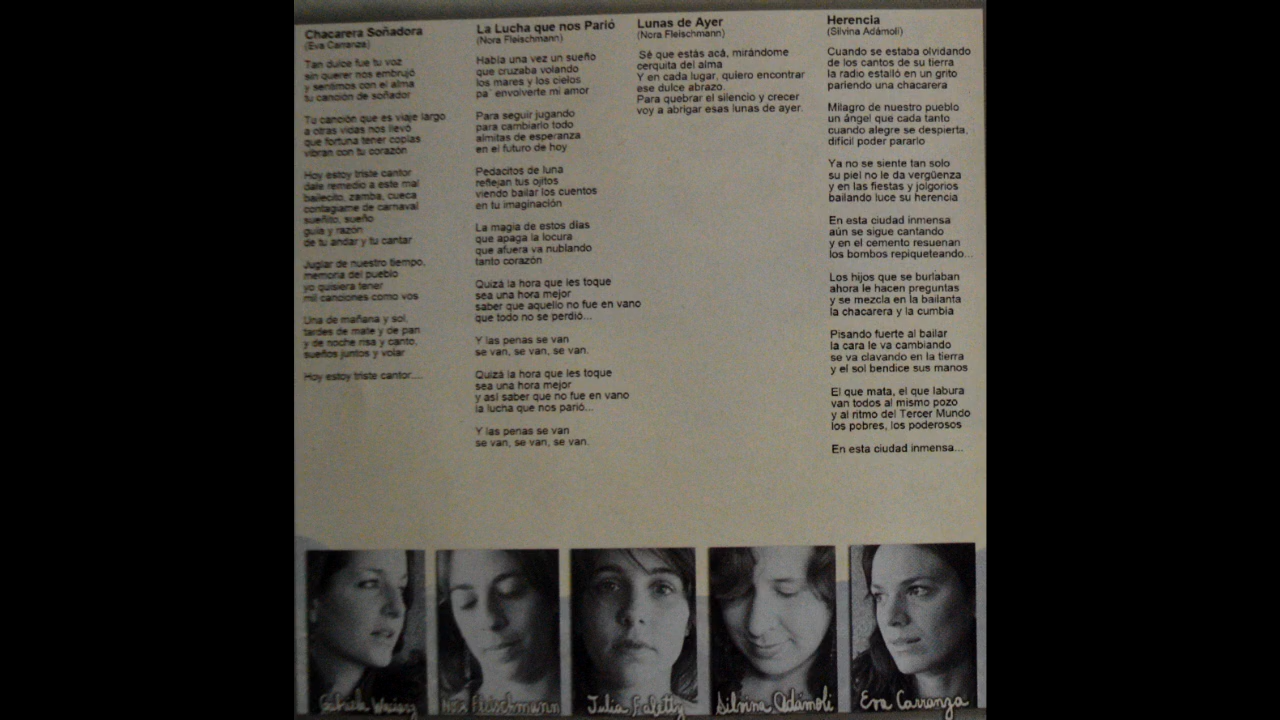 Chacarera Soñadora
(Eva Carranza)
Tan dulce fue tu voz
sin querer nos embrujó
y sentimos con el alma
tu canción de soñador
Tu canción que es viaje largo
a otras vidas nos llevó
que fortuna tener coplas
vibran con tu corazón
Hoy estoy triste cantor
dale remedio a este mal
bailecito, zamba, cueca
contagiame de carnaval
sueñito, sueño
guía y razón
de tu andar y tu cantar
Juglar de nuestro tiempo,
memoria del pueblo
yo quisiera tener
mil canciones como vos
Una de mañana y sol,
tardes de mate y de pan
y de noche risa y canto,
sueños juntos y volar
Hoy estoy triste cantor....
La Lucha que nos Parió
(Nora Fleischmann)
Había una vez un sueño
que cruzaba volando
los mares y los cielos
pa´ envolverte mi amor
Para seguir jugando
para cambiarlo todo
almitas de esperanza
en el futuro de hoy
Pedacitos de luna
reflejan tus ojitos
viendo bailar los cuentos
en tu imaginación
La magia de estos días
que apaga la locura
que afuera va nublando
tanto corazón
Quizá la hora que les toque
sea una hora mejor
saber que aquello no fue en vano
que todo no se perdió...
Y las penas se van
se van, se van, se van.
Quizá la hora que les toque
sea una hora mejor
y así saber que no fue en vano
la lucha que nos parió...
Y las penas se van
se van, se van, se van.
Lunas de Ayer
(Nora Fleischmann)
Sé que estás acá, mirándome
cerquita del alma
Y en cada lugar, quiero encontrar
ese dulce abrazo.
Para quebrar el silencio y crecer
voy a abrigar esas lunas de ayer.
Herencia
(Silvina Adámoli)
Cuando se estaba olvidando
de los cantos de su tierra
la radio estalló en un grito
pariendo una chacarera
Milagro de nuestro pueblo
un ángel que cada tanto
cuando alegre se despierta,
difícil poder pararlo
Ya no se siente tan solo
su piel no le da vergüenza
y en las fiestas y jolgorios
bailando luce su herencia
En esta ciudad inmensa
aún se sigue cantando
y en el cemento resuenan
los bombos repiqueteando...
Los hijos que se burlaban
ahora le hacen preguntas
y se mezcla en la bailanta
la chacarera y la cumbia
Pisando fuerte al bailar
la cara le va cambiando
se va clavando en la tierra
y el sol bendice sus manos
El que mata, el que labura
van todos al mismo pozo
y al ritmo del Tercer Mundo
los pobres, los poderosos
En esta ciudad inmensa...
Nora Fleischmann
Julia
Silvina Adámoli
Eva Carranza